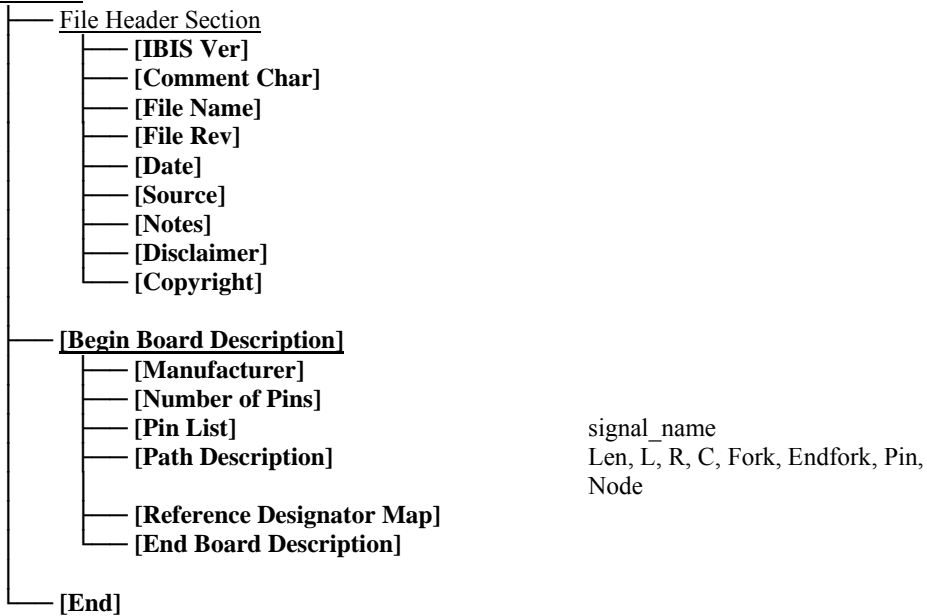 File Header Section
[IBIS Ver]
[Comment Char]
[File Name]
[File Rev]
[Date]
[Source]
[Notes]
[Disclaimer]
[Copyright]
[Begin Board Description]
[Manufacturer]
[Number of Pins]
[Pin List] signal_name
[Path Description] Len, L, R, C, Fork, Endfork, Pin,
Node
[Reference Designator Map]
[End Board Description]
[End]